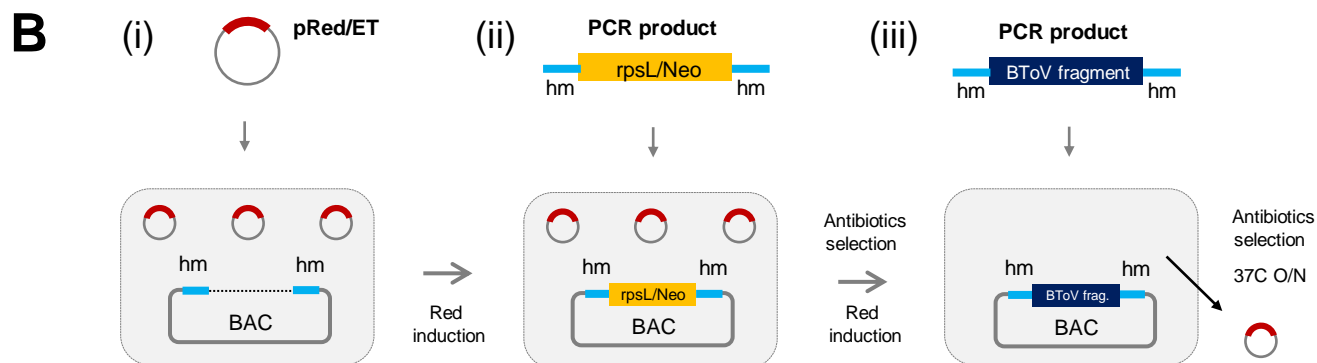 B
(i)
pRed/ET
(ii)
PCR product
rpsL/Neo
hm
hm
(iii)
PCR product
BToV fragment
hm
hm
hm
hm
BAC
Red
induction
hm
hm
rpsL/Neo
BAC
Antibiotics
selection
Red
induction
hm
hm
BToV frag.
BAC
Antibiotics
selection
37C O/N